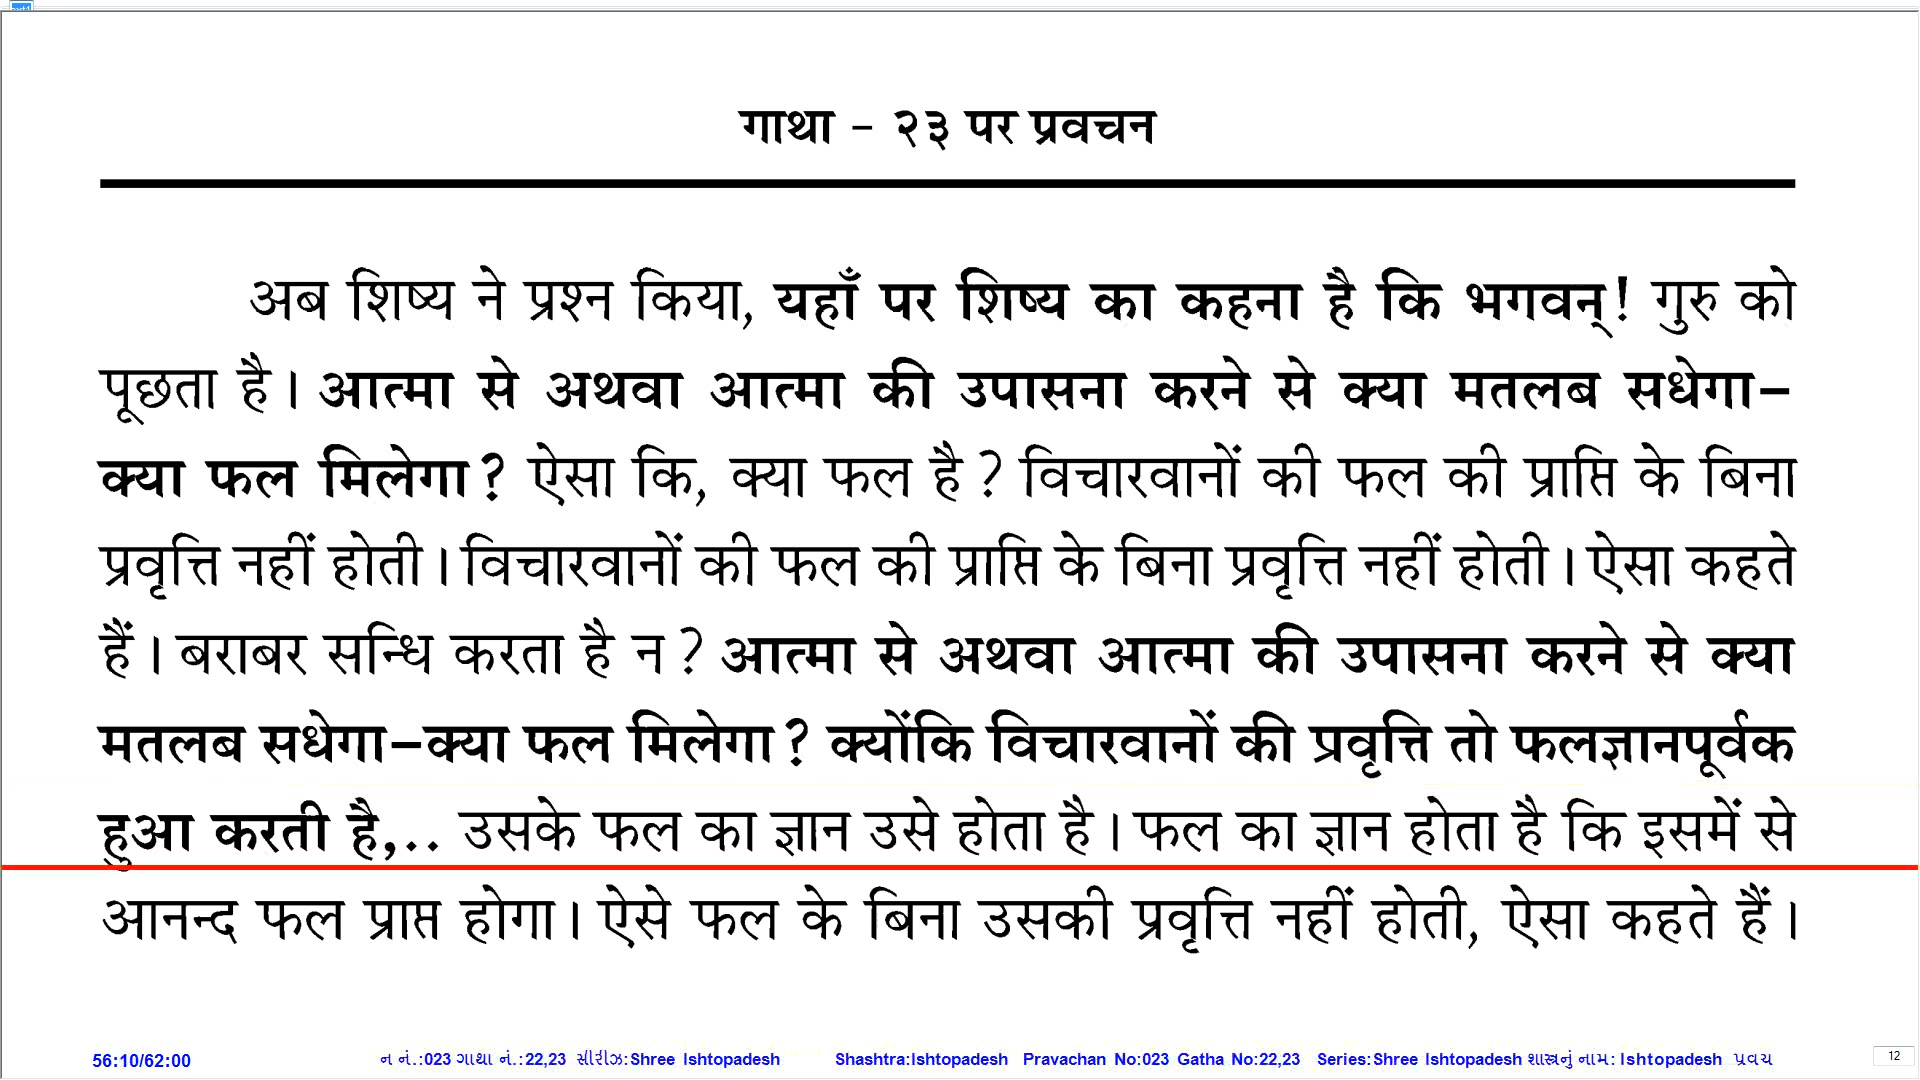 गाथा - २३ पर प्रवचन
अब शिष्य ने प्रश्न किया, यहाँ पर शिष्य का कहना है कि भगवन्! गुरु को
पूछता है। आत्मा से अथवा आत्मा की उपासना करने से क्या मतलब सधेगा-
क्या फल मिलेगा? ऐसा कि, क्या फल है? विचारवानों की फल की प्राप्ति के बिना
प्रवृत्ति नहीं होती। विचारवानों की फल की प्राप्ति के बिना प्रवृत्ति नहीं होती। ऐसा कहते
हैं। बराबर सन्धि करता है न? आत्मा से अथवा आत्मा की उपासना करने से क्या
मतलब सधेगा-क्या फल मिलेगा? क्योंकि विचारवानों की प्रवृत्ति तो फलज्ञानपूर्वक
हुआ करती है,.. उसके फल का ज्ञान उसे होता है। फल का ज्ञान होता है कि इसमें से
आनन्द फल प्राप्त होगा। ऐसे फल के बिना उसकी प्रवृत्ति नहीं होती, ऐसा कहते हैं।
56:10/62:00 ન નં.:023 ગાથા નં.:22,23 સીરીઝ:Shree Ishtopadesh Shashtra:Ishtopadesh Pravachan No:023 Gatha No:22,23 Series:Shree Ishtopadesh શાસ્ત્રનું નામ: Ishtopadesh પ્રવચ 12